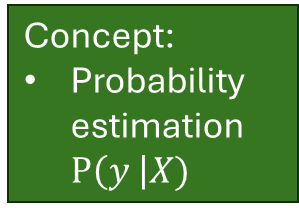 Concept:
• Probability
estimation
P(y |X)